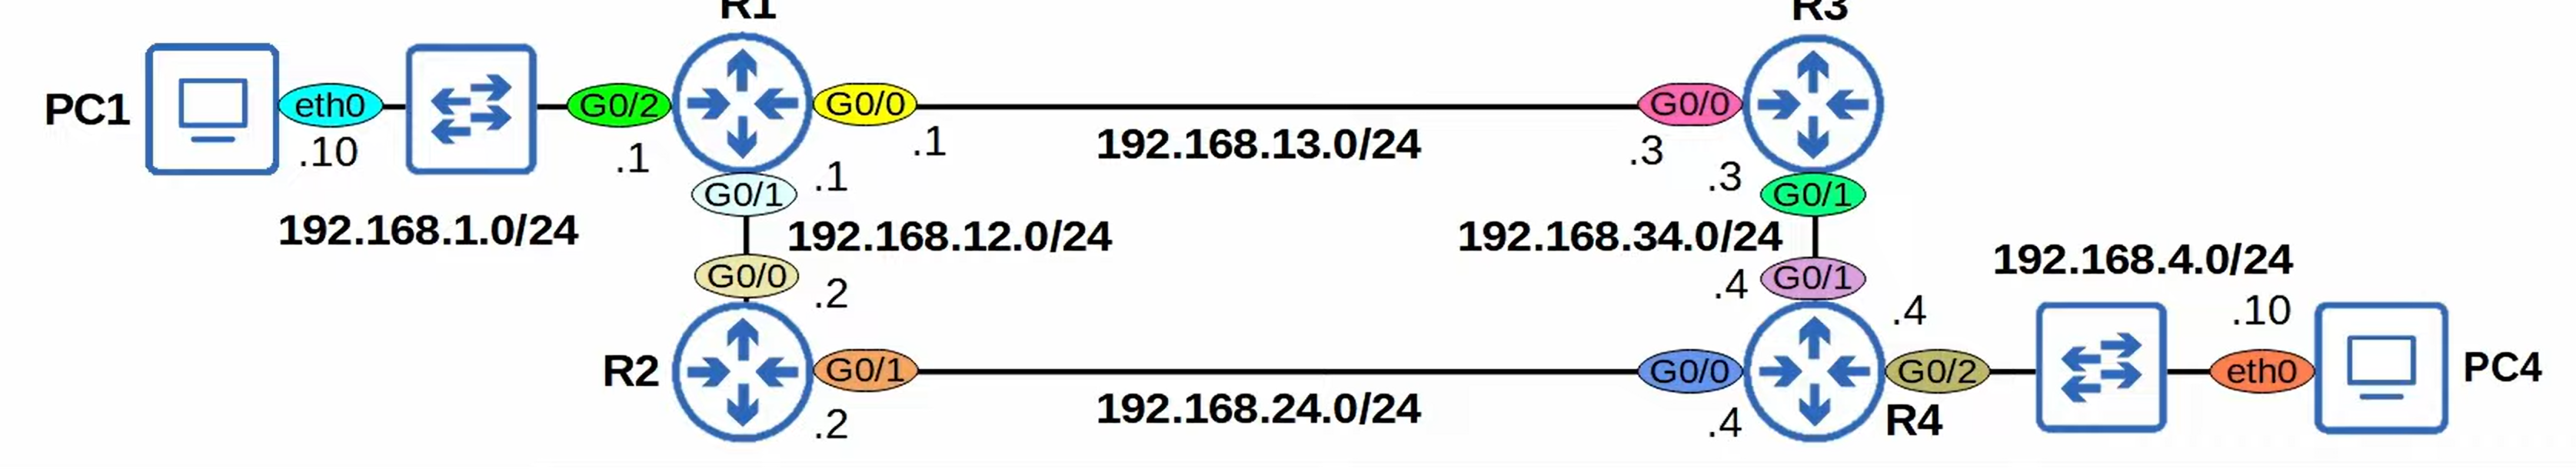 R1
R3
PC1
eth0
G0/2
G0/0
G0/0
.10
.1
.1
192.168.13.0/24
.3
.1
.3
G0/1
G0/1
192.168.1.0/24
192.168.12.0/24
192.168.34.0/24
192.168.4.0/24
G0/0
.2
.4
G0/1
.4
.10
R2
G0/1
G0/0
G0/2
eth0
PC4
.2
192.168.24.0/24
.4
R4